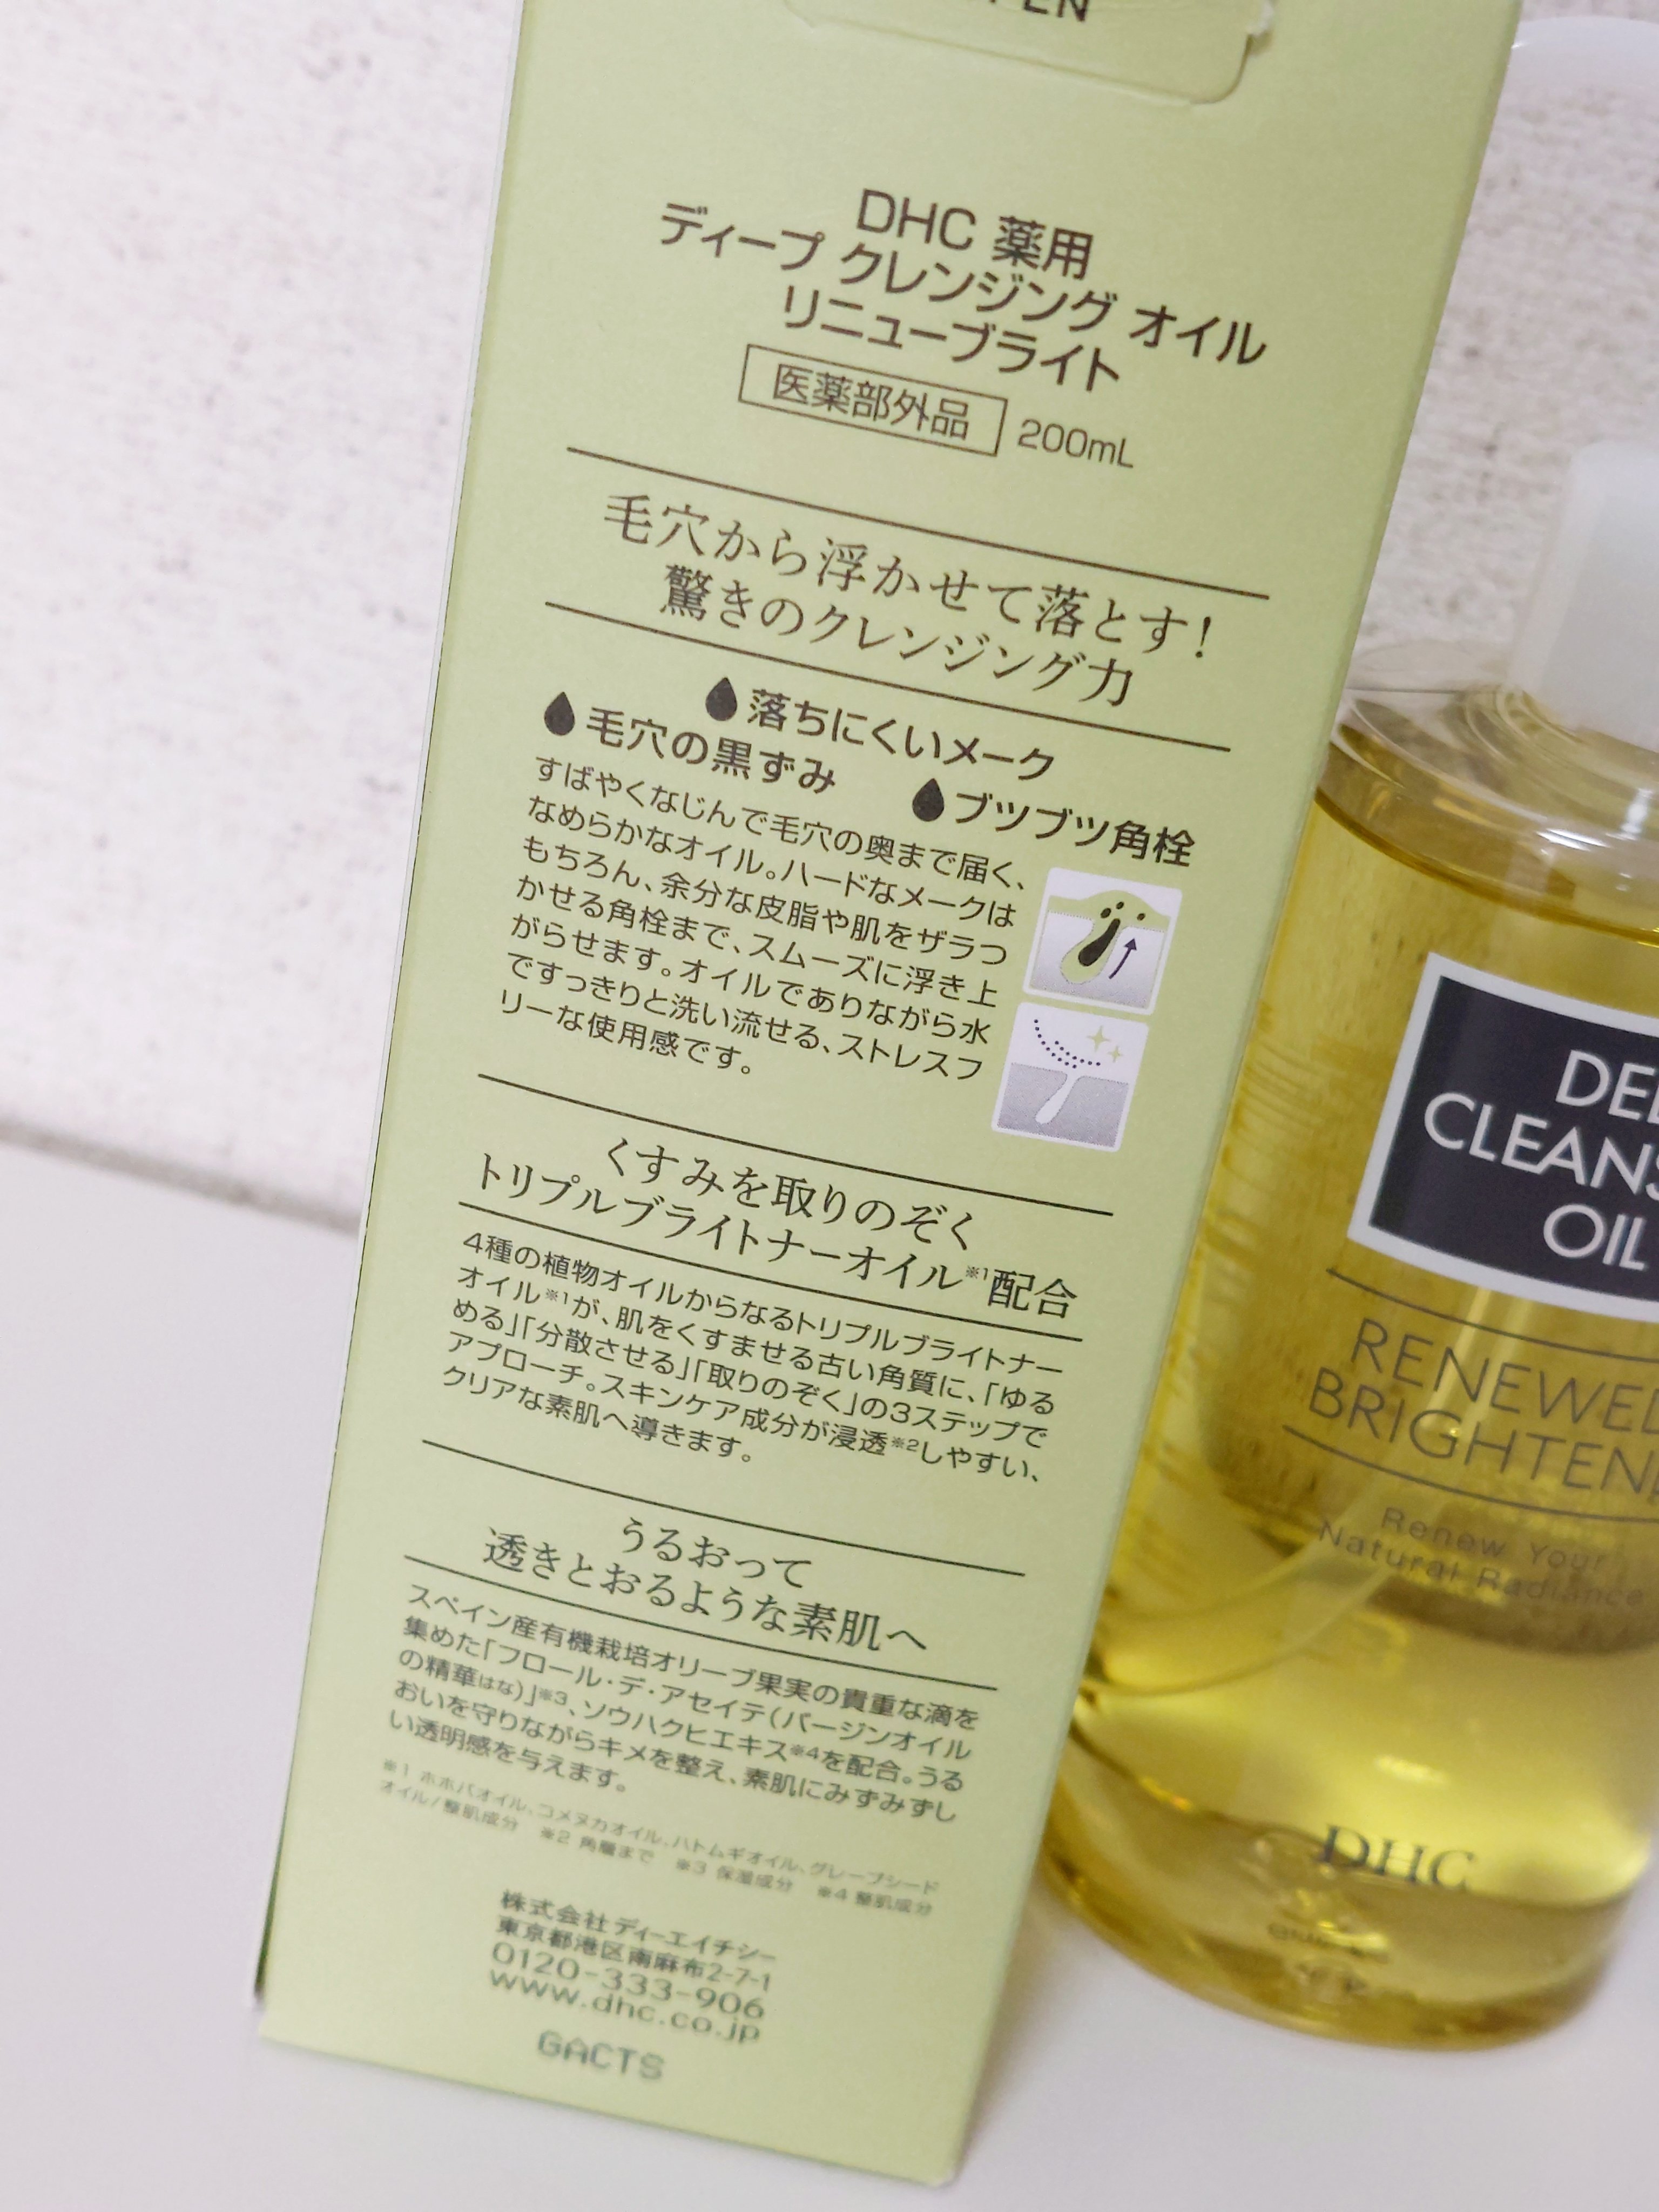 DHC 薬用
ディープ クレンジング オイル
リニューブライト
医薬部外品 200mL
毛穴から浮かせて落とす!
驚きのクレンジング力
落ちにくいメーク
毛穴の黒ずみ
ブツブツ角栓
すばやくなじんで毛穴の奥まで届く、
なめらかなオイル。ハードなメークは
もちろん、余分な皮脂や肌をザラつ
かせる角栓まで、スムーズに浮き上
がらせます。オイルでありながら水
ですっきりと洗い流せる、ストレスフ
リーな使用感です。
くすみを取りのぞく
トリプルブライトナーオイル※1配合
4種の植物オイルからなるトリプルブライトナー
オイル※1が、肌をくすませる古い角質に、「ゆる
める」「分散させる」「取りのぞく」の3ステップで
アプローチ。スキンケア成分が浸透※2しやすい、
クリアな素肌へ導きます。
うるおって
透きとおるような素肌へ
スペイン産有機栽培オリーブ果実の貴重な滴を
集めた「フロール・デ・アセイテ(バージンオイル
の精華はな)」※3、ソウハクヒエキス※4を配合。うる
おいを守りながらキメを整え、素肌にみずみずし
い透明感を与えます。
※1 ホホバオイル、コメヌカオイル、ハトムギオイル、グレープシード
オイル/整肌成分 ※2 角層まで ※3 保湿成分 ※4 整肌成分
株式会社ディーエイチシー
東京都港区南麻布2-7-1
0120-333-906
www.dhc.co.jp
GACTS
DEE
CLEANS
OIL
RENEWED
BRIGHTENE
Renew Your
Natural Radiance
DHC